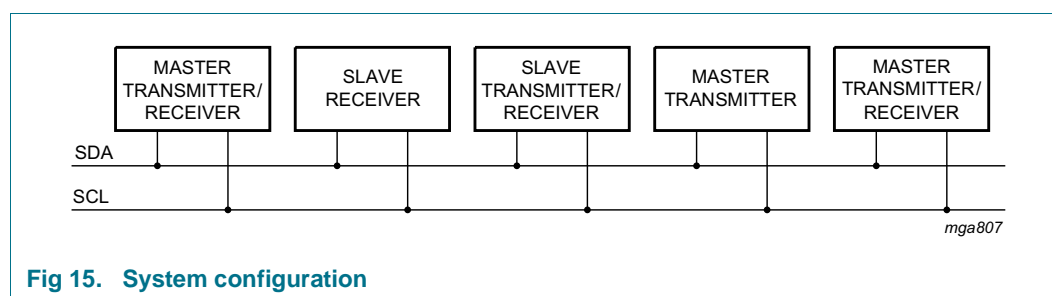 MASTER
TRANSMITTER/
RECEIVER
SLAVE
RECEIVER
SLAVE
TRANSMITTER/
RECEIVER
MASTER
TRANSMITTER
MASTER
TRANSMITTER/
RECEIVER
SDA
SCL
mga807
Fig 15. System configuration